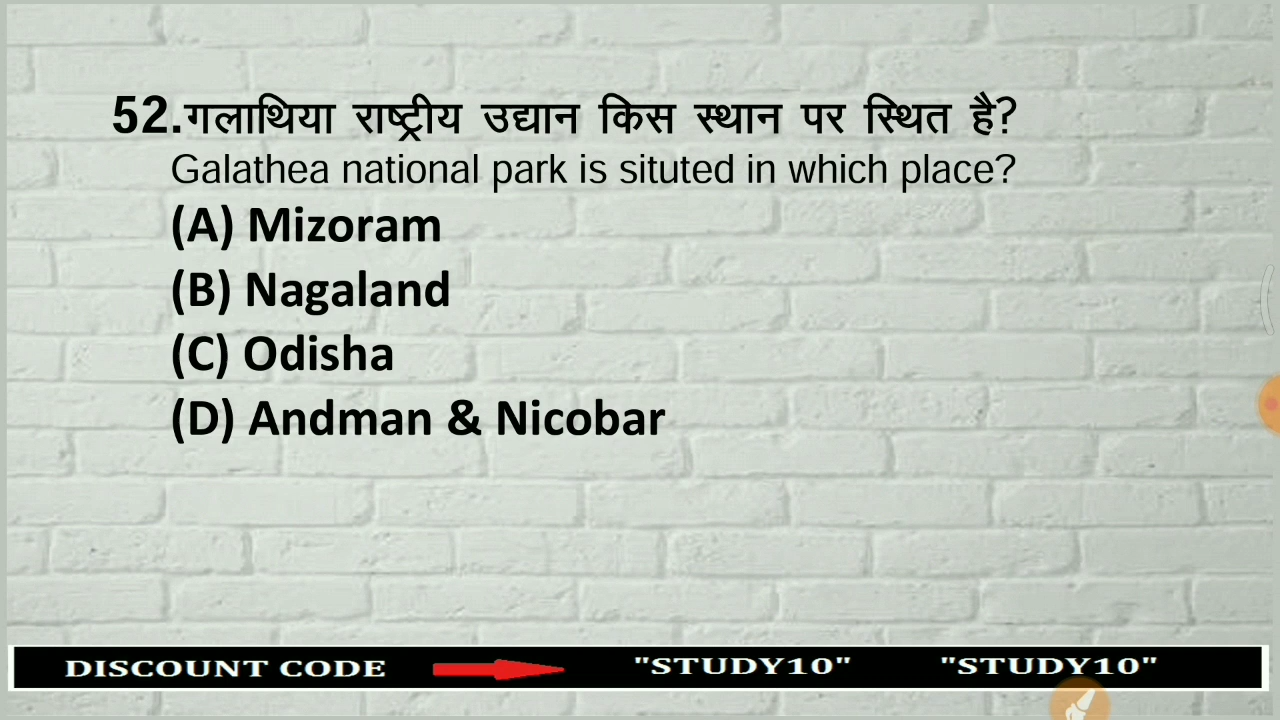 52.गलाथिया राष्ट्रीय उद्यान किस स्थान पर स्थित है?
Galathea national park is situted in which place?
(A) Mizoram
(B) Nagaland
(C) Odisha
(D) Andman & Nicobar
DISCOUNT CODE "STUDY10" "STUDY10"